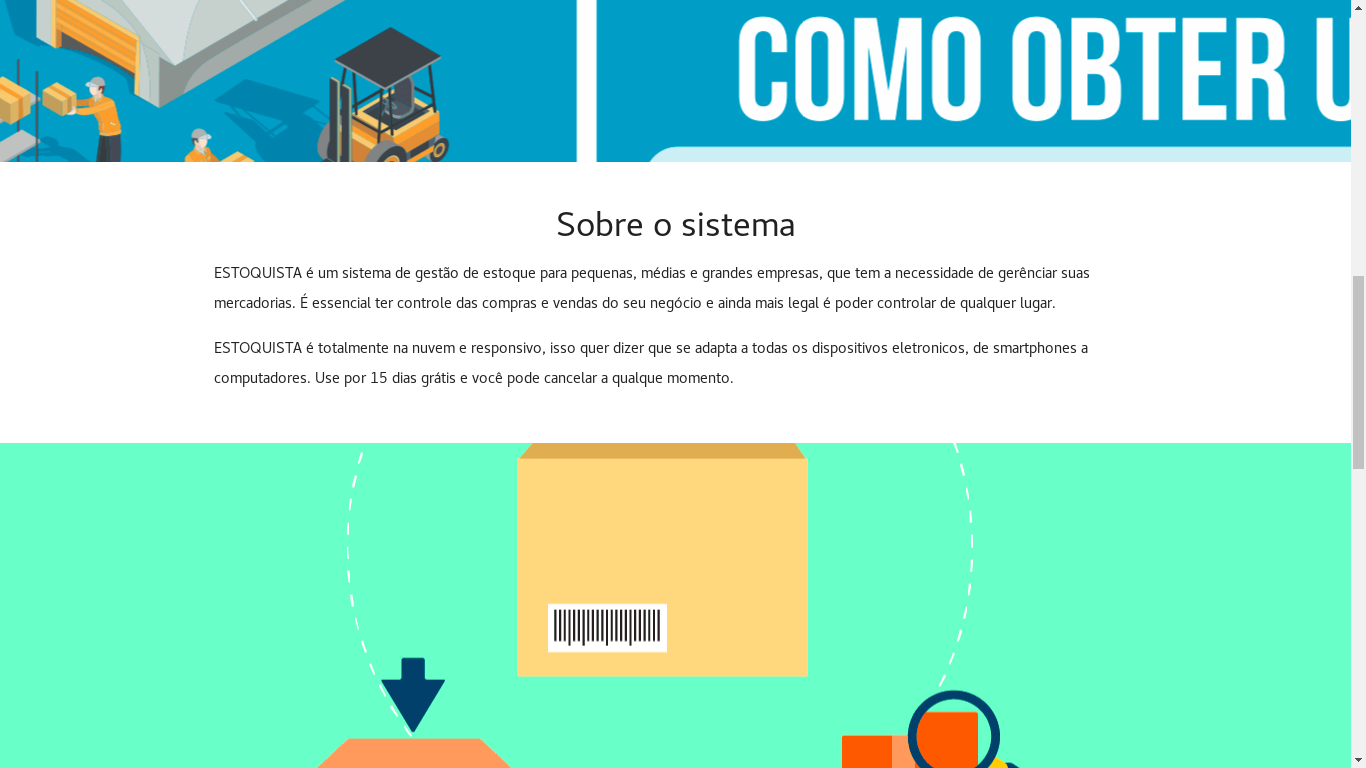 COMO OBTER U
Sobre o sistema
ESTOQUISTA é um sistema de gestão de estoque para pequenas, médias e grandes empresas, que tem a necessidade de gerênciar suas
mercadorias. É essencial ter controle das compras e vendas do seu negócio e ainda mais legal é poder controlar de qualquer lugar.
ESTOQUISTA é totalmente na nuvem e responsivo, isso quer dizer que se adapta a todas os dispositivos eletronicos, de smartphones a
computadores. Use por 15 dias grátis e você pode cancelar a qualque momento.